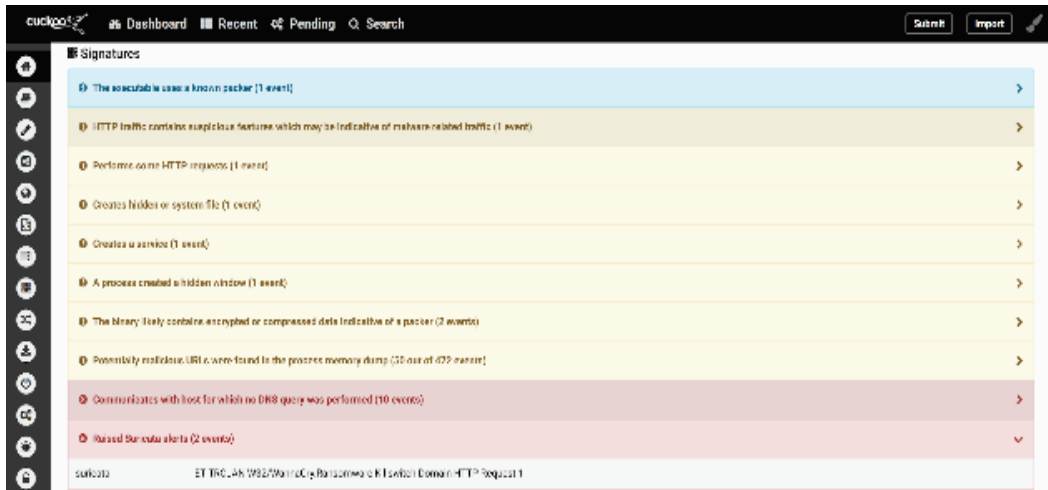 cuckoo Dashboard Recent Pending Search Submit Import
Signatures
The executable uses a known packer (1 event)
HTTP traffic contains suspicious features which may be indicative of malware related traffic (1 event)
Performs some HTTP requests (1 event)
Creates hidden or system file (1 event)
Creates a service (1 event)
A process created a hidden window (1 event)
The binary likely contains encrypted or compressed data indicative of a packer (2 events)
Potentially malicious URLs were found in the process memory dump (50 out of 472 events)
Communicates with host for which no DNS query was performed (10 events)
Raised Suricata alerts (2 events)
suricata ET TROJAN W32/WannaCry.Ransomware Killswitch Domain HTTP Request 1